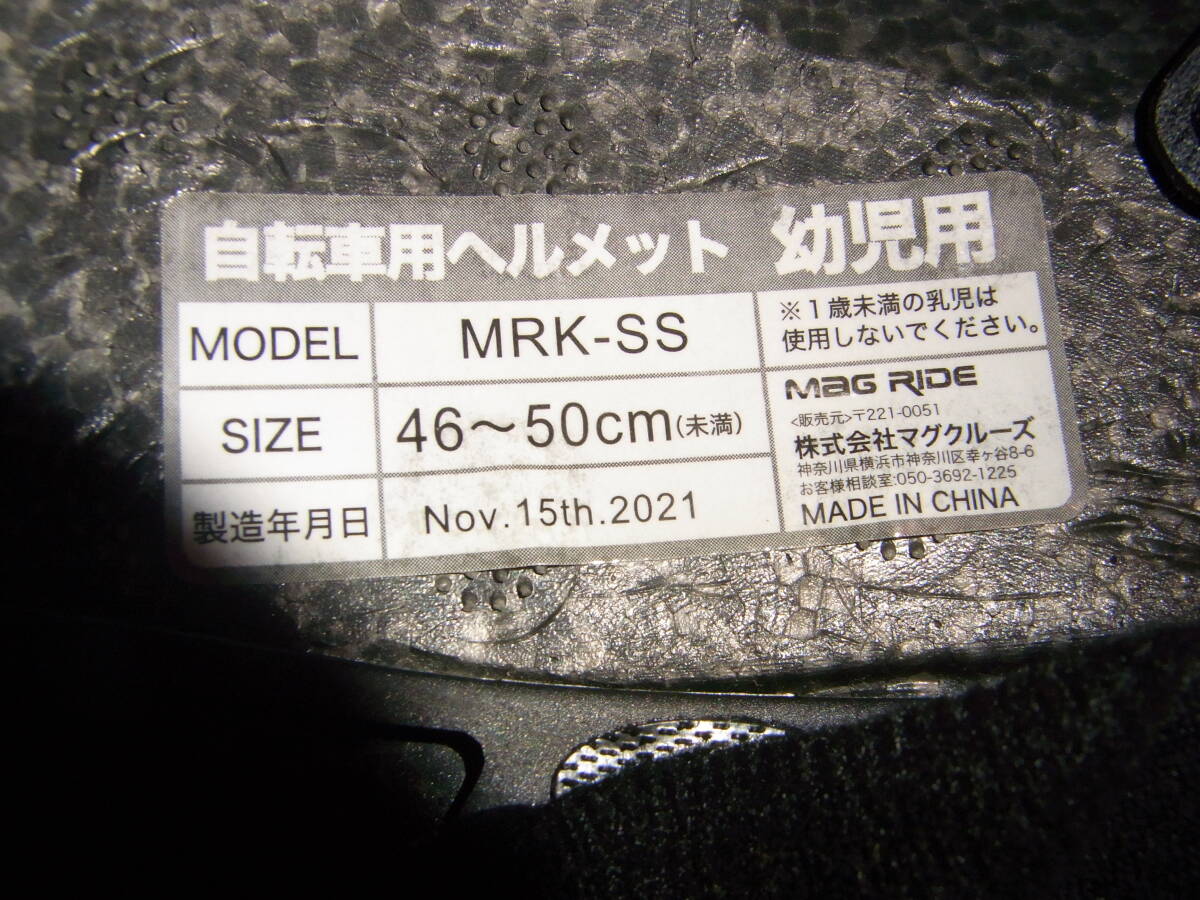 自転車用ヘルメット 幼児用
MODEL MRK-SS
※1歳未満の乳児は
使用しないでください。
SIZE 46～50cm(未満)
製造年月日 Nov.15th.2021
MAG RIDE
<販売元>〒221-0051
株式会社マグクルーズ
神奈川県横浜市神奈川区幸ヶ谷8-6
お客様相談室:050-3692-1225
MADE IN CHINA